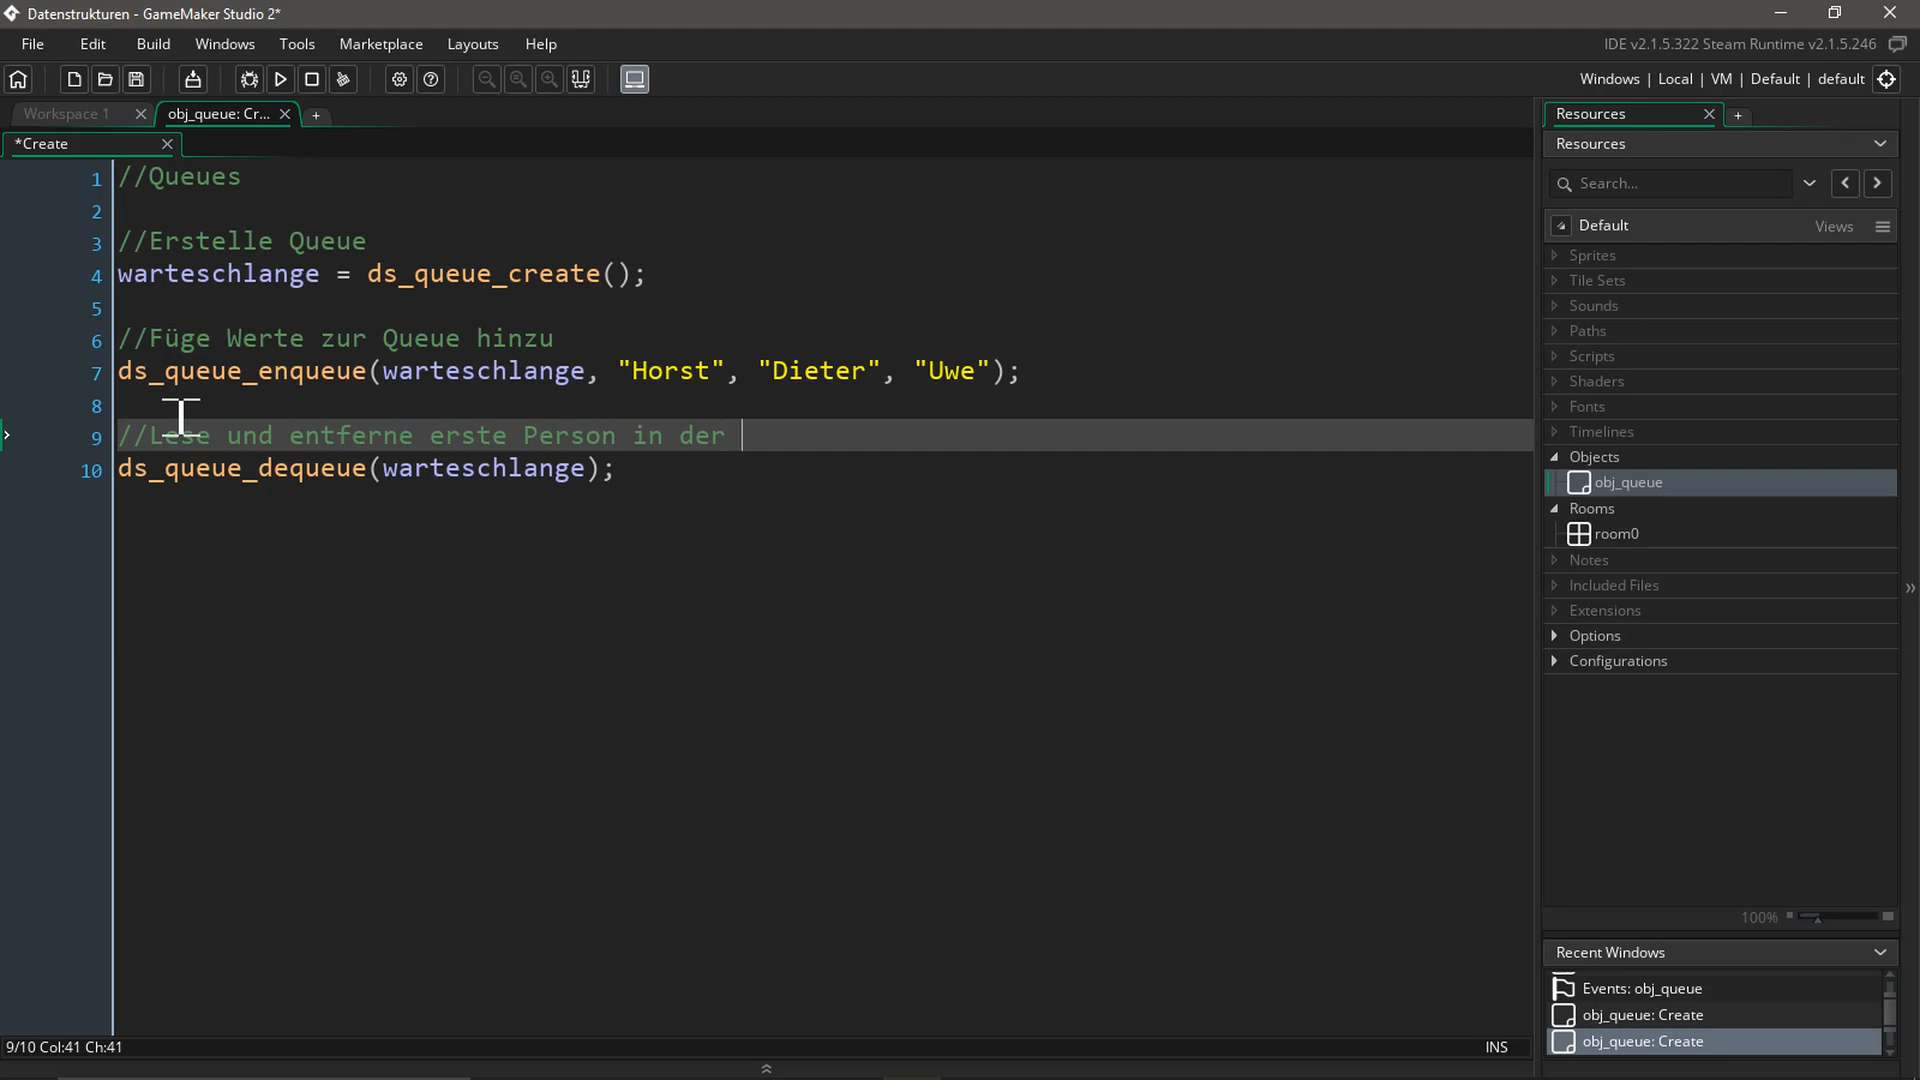 Datenstrukturen - GameMaker Studio 2*
File Edit Build Windows Tools Marketplace Layouts Help
IDE v2.1.5.322 Steam Runtime v2.1.5.246
Windows | Local | VM | Default | default
Workspace 1
obj_queue: Cr...
*Create
1 //Queues
2
3 //Erstelle Queue
4 warteschlange = ds_queue_create();
5
6 //Füge Werte zur Queue hinzu
7 ds_queue_enqueue(warteschlange, "Horst", "Dieter", "Uwe");
8
9 //Lese und entferne erste Person in der
10 ds_queue_dequeue(warteschlange);
9/10 Col:41 Ch:41
INS
Resources
Resources
Search...
Default Views
Sprites
Tile Sets
Sounds
Paths
Scripts
Shaders
Fonts
Timelines
Objects
obj_queue
Rooms
room0
Notes
Included Files
Extensions
Options
Configurations
100%
Recent Windows
Events: obj_queue
obj_queue: Create
obj_queue: Create